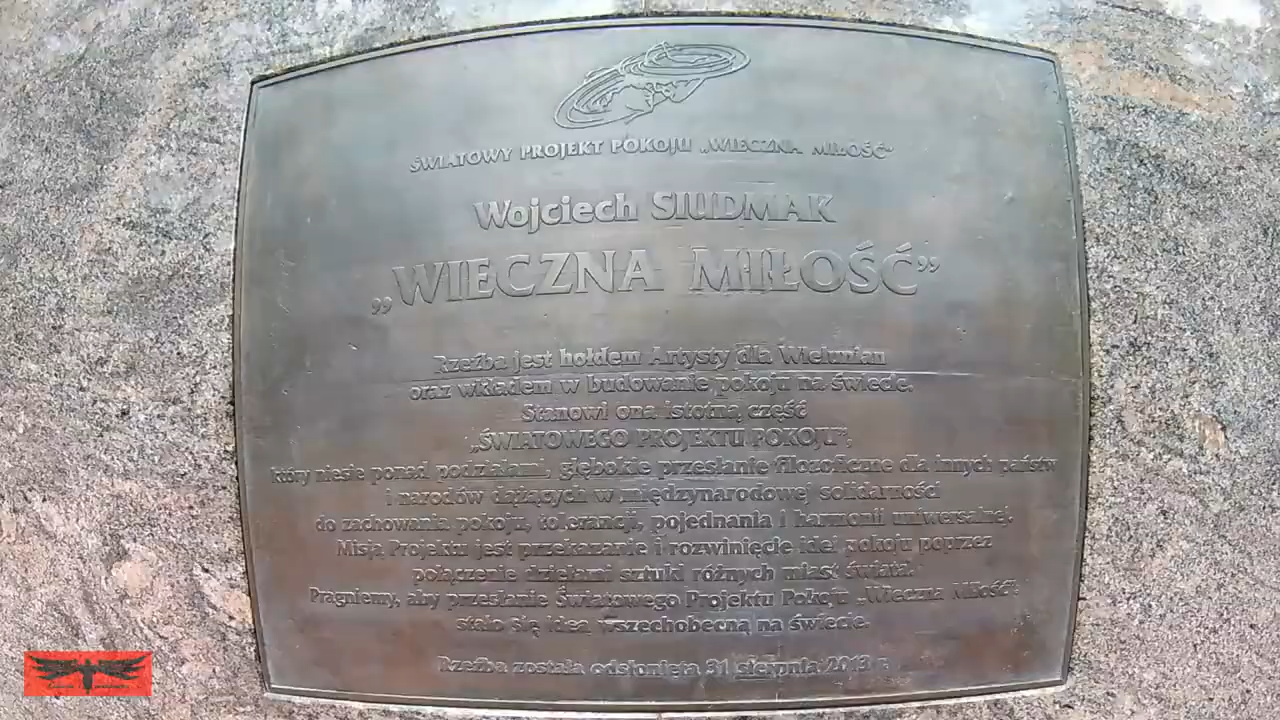 ŚWIATOWY PROJEKT POKOJU „WIECZNA MIŁOŚĆ”
Wojciech SIUDMAK
„WIECZNA MIŁOŚĆ”
Rzeźba jest hołdem Artysty dla Wielunian
oraz wkładem w budowanie pokoju na świecie.
Stanowi ona istotną część
„ŚWIATOWEGO PROJEKTU POKOJU”,
który niesie ponad podziałami, głębokie przesłanie filozoficzne dla innych państw
i narodów dążących w międzynarodowej solidarności
do zachowania pokoju, tolerancji, pojednania i harmonii uniwersalnej.
Misją Projektu jest przekazanie i rozwinięcie idei pokoju poprzez
połączenie dziełami sztuki różnych miast świata.
Pragniemy, aby przesłanie Światowego Projektu Pokoju „Wieczna Miłość”
stało się ideą wszechobecną na świecie.
Rzeźba została odsłonięta 31 sierpnia 2013 r.